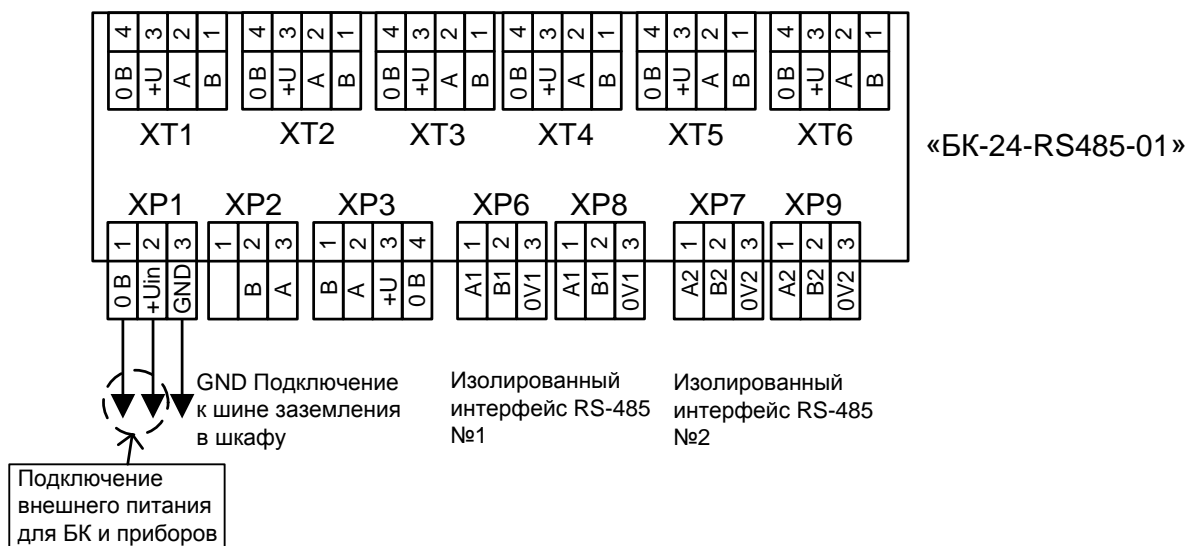 4 3 2 1 4 3 2 1 4 3 2 1 4 3 2 1 4 3 2 1 4 3 2 1
0 В +U A B 0 В +U A B 0 В +U A B 0 В +U A B 0 В +U A B 0 В +U A B
XT1 XT2 XT3 XT4 XT5 XT6
«БК-24-RS485-01»
XP1 XP2 XP3 XP6 XP8 XP7 XP9
1 2 3 1 2 3 1 2 3 4 1 2 3 1 2 3 1 2 3 1 2 3
0 В +Uin GND B A B A +U 0 В A1 B1 0V1 A1 B1 0V1 A2 B2 0V2 A2 B2 0V2
GND Подключение
к шине заземления
в шкафу
Изолированный
интерфейс RS-485
№1
Изолированный
интерфейс RS-485
№2
Подключение
внешнего питания
для БК и приборов